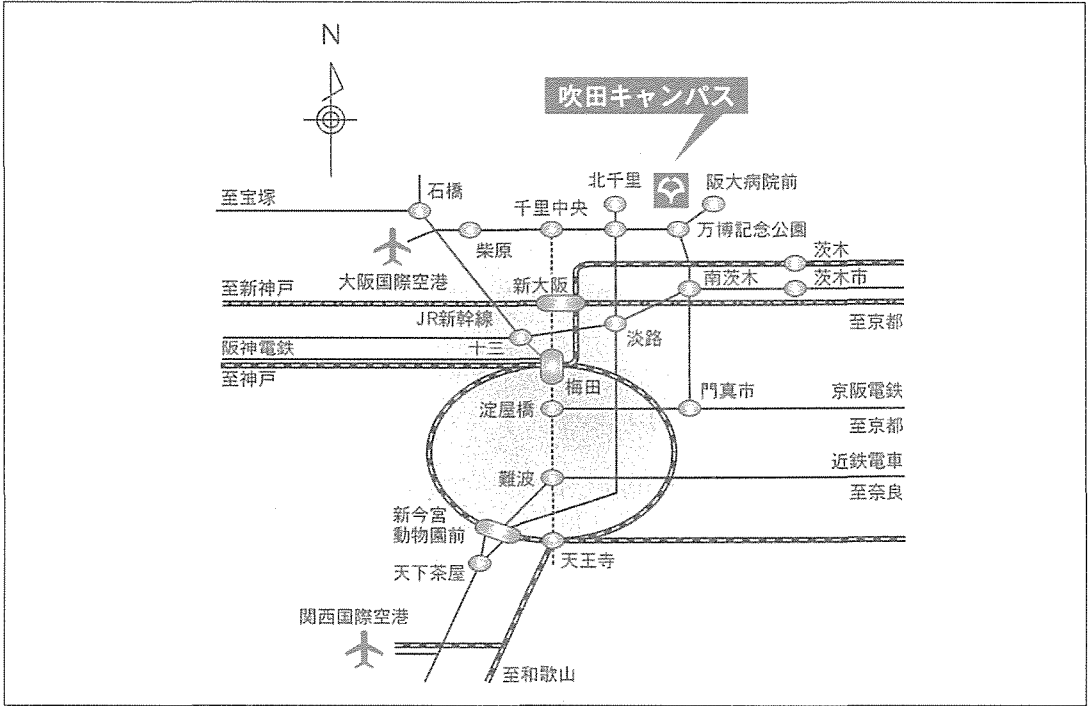 N
吹田キャンパス
北千里
阪大病院前
至宝塚
石橋
千里中央
柴原
万博記念公園
茨木
大阪国際空港
新大阪
南茨木
茨木市
至新神戸
JR新幹線
至京都
淡路
阪神電鉄
十三
至神戸
梅田
淀屋橋
門真市
京阪電鉄
至京都
近鉄電車
難波
至奈良
新今宮
動物園前
天王寺
天下茶屋
関西国際空港
至和歌山